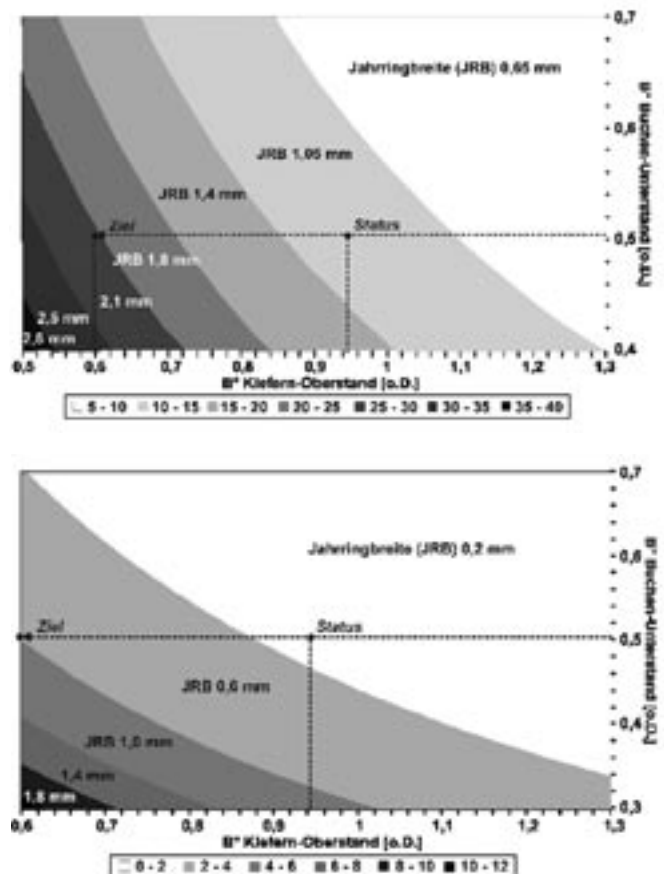 0,7
Jahrringbreite (JRB) 0,65 mm
0,6
JRB 1,05 mm
JRB 1,4 mm
Ziel
Status
0,5
JRB 1,8 mm
2,1 mm
2,5 mm
2,8 mm
0,4
0,5 0,6 0,7 0,8 0,9 1 1,1 1,2 1,3
B° Kiefern-Oberstand [o.D.]
B° Buchen-Unterstand [o.D.]
5 - 10 10 - 15 15 - 20 20 - 25 25 - 30 30 - 35 35 - 40
0,7
Jahrringbreite (JRB) 0,2 mm
0,6
Ziel
Status
0,5
JRB 0,6 mm
0,4
JRB 1,0 mm
1,4 mm
1,8 mm
0,3
0,6 0,7 0,8 0,9 1 1,1 1,2 1,3
B° Kiefern-Oberstand [o.D.]
B° Buchen-Unterstand [o.D.]
0 - 2 2 - 4 4 - 6 6 - 8 8 - 10 10 - 12